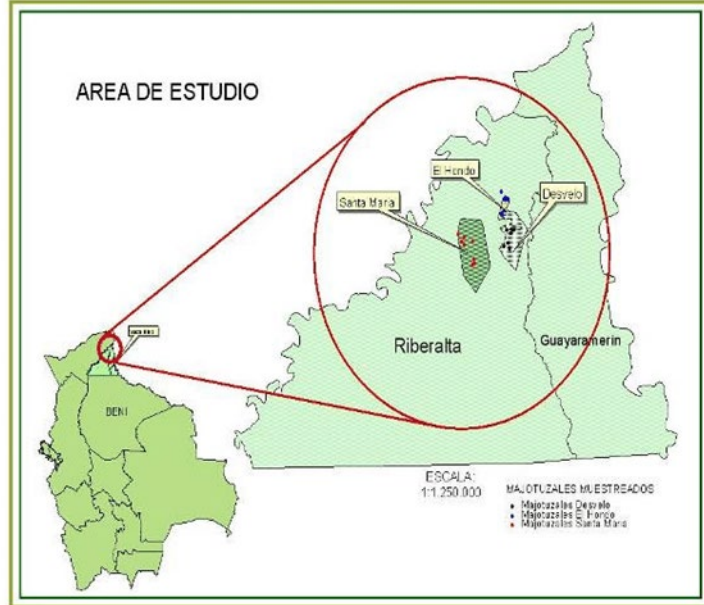 AREA DE ESTUDIO
El Hondo
Santa Maria
Desvelo
Riberalta
Guayaramerin
BENI
ESCALA:
1:1.250.000
MAJOTUZALES MUESTREADOS
Majotuzales Desvelo
Majotuzales El Hondo
Majotuzales Santa Maria